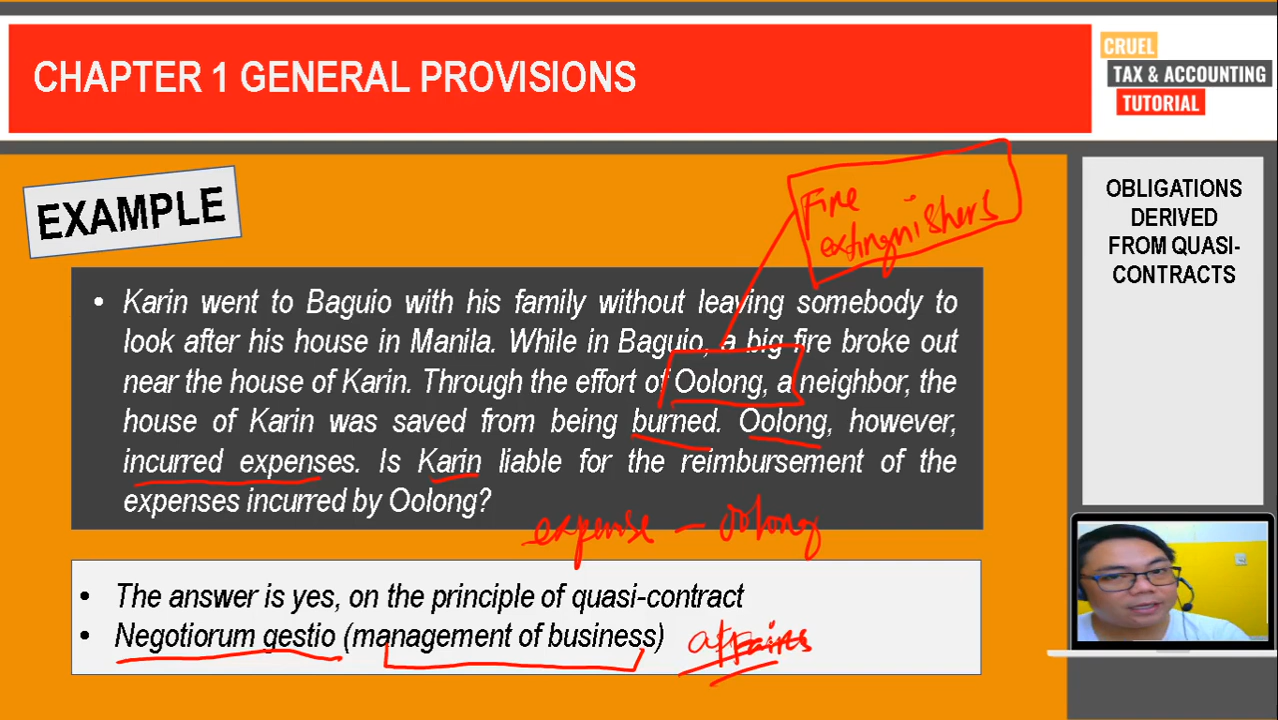 CHAPTER 1 GENERAL PROVISIONS
CRUEL
TAX & ACCOUNTING
TUTORIAL
EXAMPLE
Fire
extinguishers
OBLIGATIONS
DERIVED
FROM QUASI-
CONTRACTS
• Karin went to Baguio with his family without leaving somebody to
look after his house in Manila. While in Baguio, a big fire broke out
near the house of Karin. Through the effort of Oolong, a neighbor, the
house of Karin was saved from being burned. Oolong, however,
incurred expenses. Is Karin liable for the reimbursement of the
expenses incurred by Oolong?
expense - oolong
• The answer is yes, on the principle of quasi-contract
• Negotiorum gestio (management of business) affairs